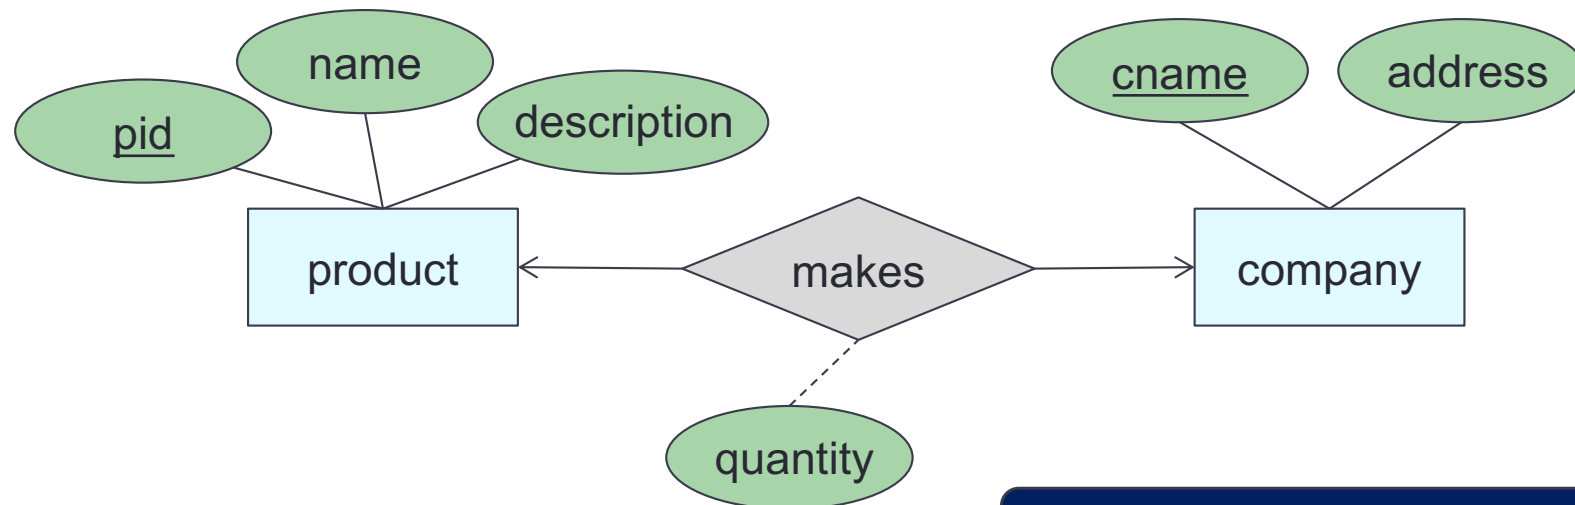 name
pid
description
cname
address
product
makes
company
quantity